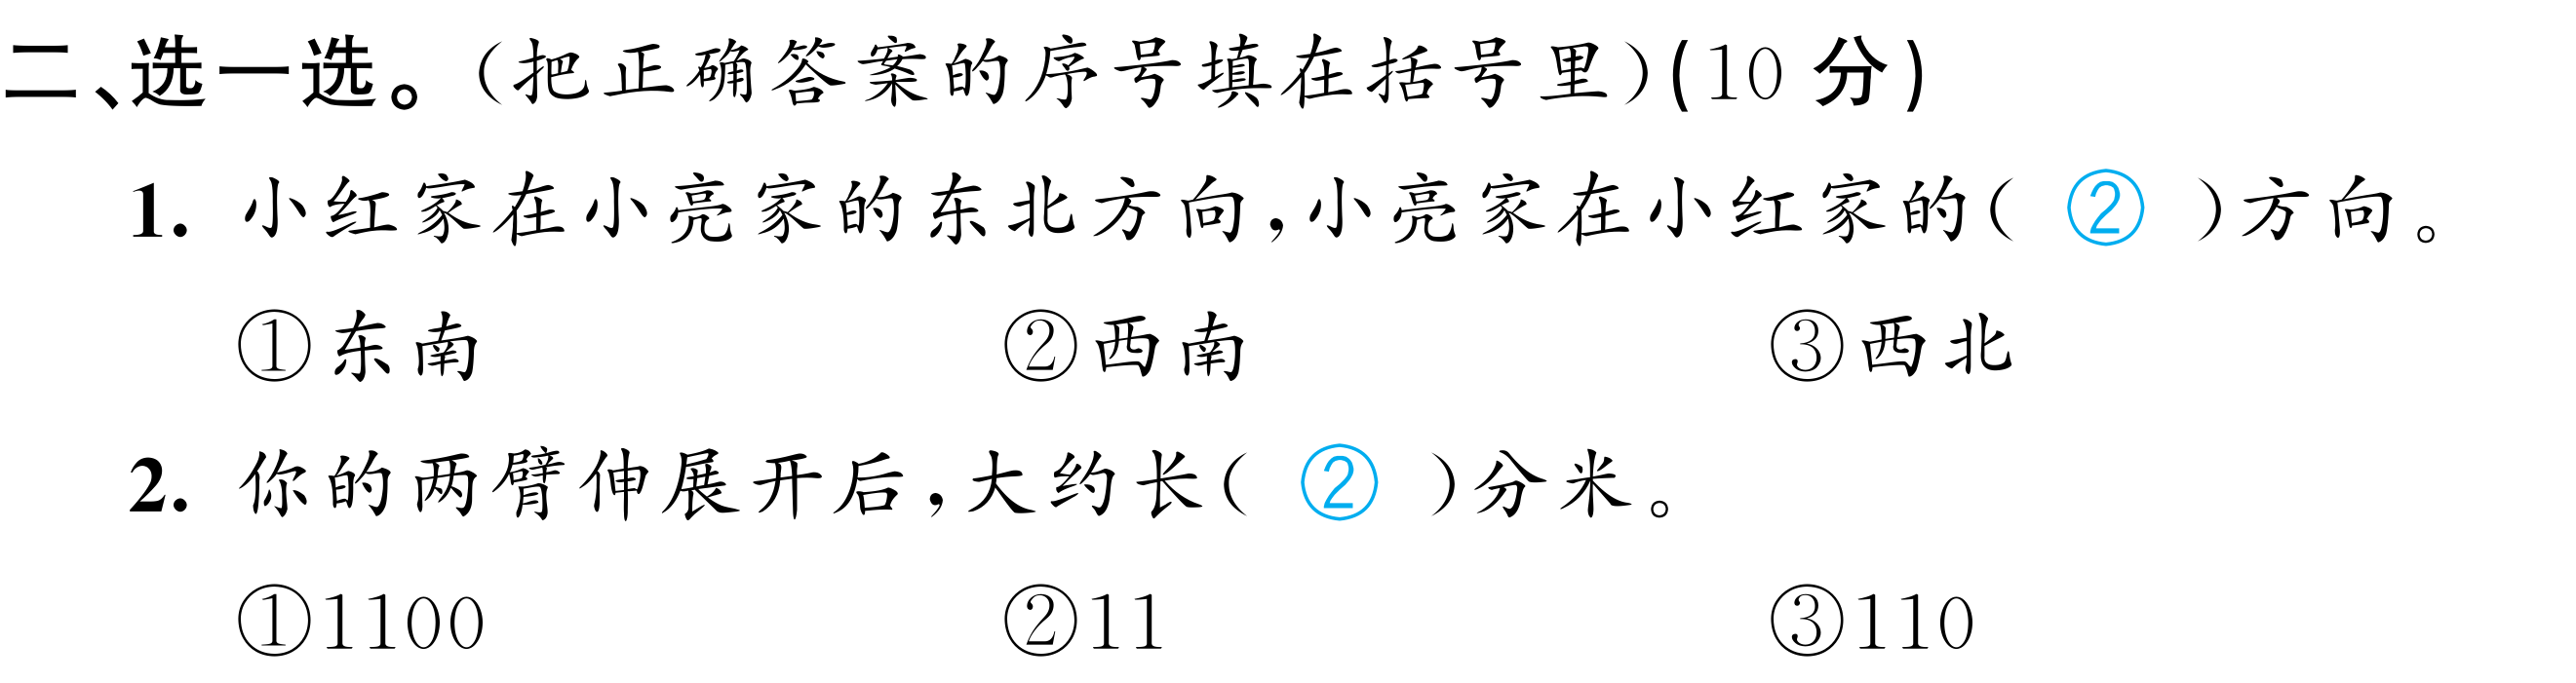 二、选一选。(把正确答案的序号填在括号里)(10 分)
1. 小红家在小亮家的东北方向,小亮家在小红家的( ② )方向。
①东南 ②西南 ③西北
2. 你的两臂伸展开后,大约长( ② )分米。
①1100 ②11 ③110